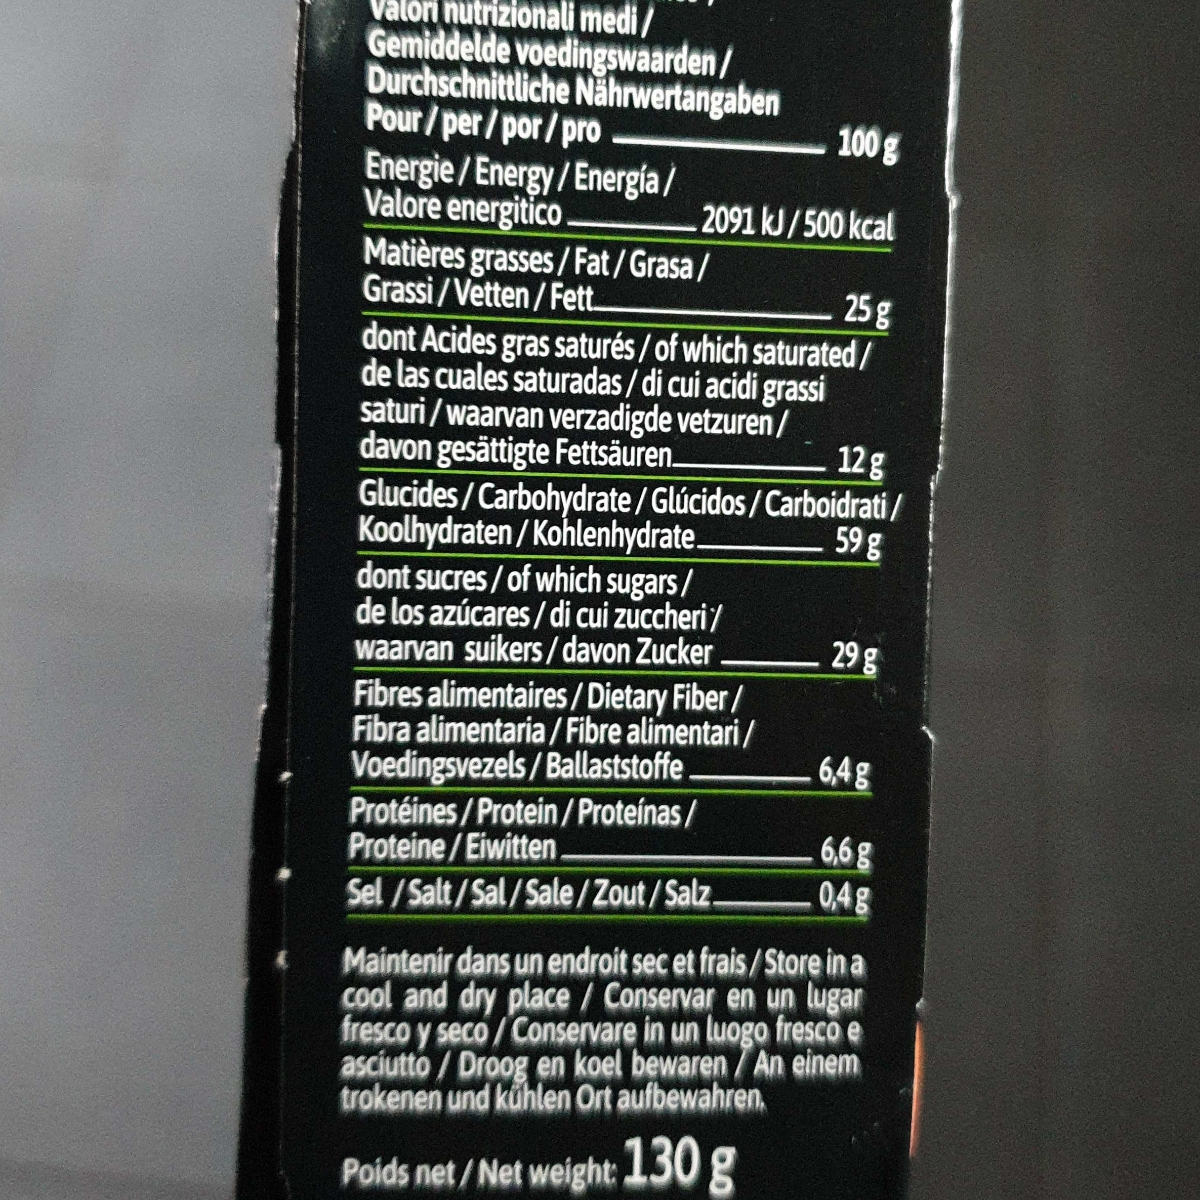 Valori nutrizionali medi /
Gemiddelde voedingswaarden /
Durchschnittliche Nährwertangaben
Pour / per / por / pro 100 g
Energie / Energy / Energía /
Valore energitico 2091 kJ / 500 kcal
Matières grasses / Fat / Grasa /
Grassi / Vetten / Fett 25 g
dont Acides gras saturés / of which saturated /
de las cuales saturadas / di cui acidi grassi
saturi / waarvan verzadigde vetzuren /
davon gesättigte Fettsäuren 12 g
Glucides / Carbohydrate / Glúcidos / Carboidrati /
Koolhydraten / Kohlenhydrate 59 g
dont sucres / of which sugars /
de los azúcares / di cui zuccheri /
waarvan suikers / davon Zucker 29 g
Fibres alimentaires / Dietary Fiber /
Fibra alimentaria / Fibre alimentari /
Voedingsvezels / Ballaststoffe 6,4 g
Protéines / Protein / Proteínas /
Proteine / Eiwitten 6,6 g
Sel / Salt / Sal / Sale / Zout / Salz 0,4 g
Maintenir dans un endroit sec et frais / Store in a
cool and dry place / Conservar en un lugar
fresco y seco / Conservare in un luogo fresco e
asciutto / Droog en koel bewaren / An einem
trokenen und kühlen Ort aufbewahren.
Poids net / Net weight: 130 g